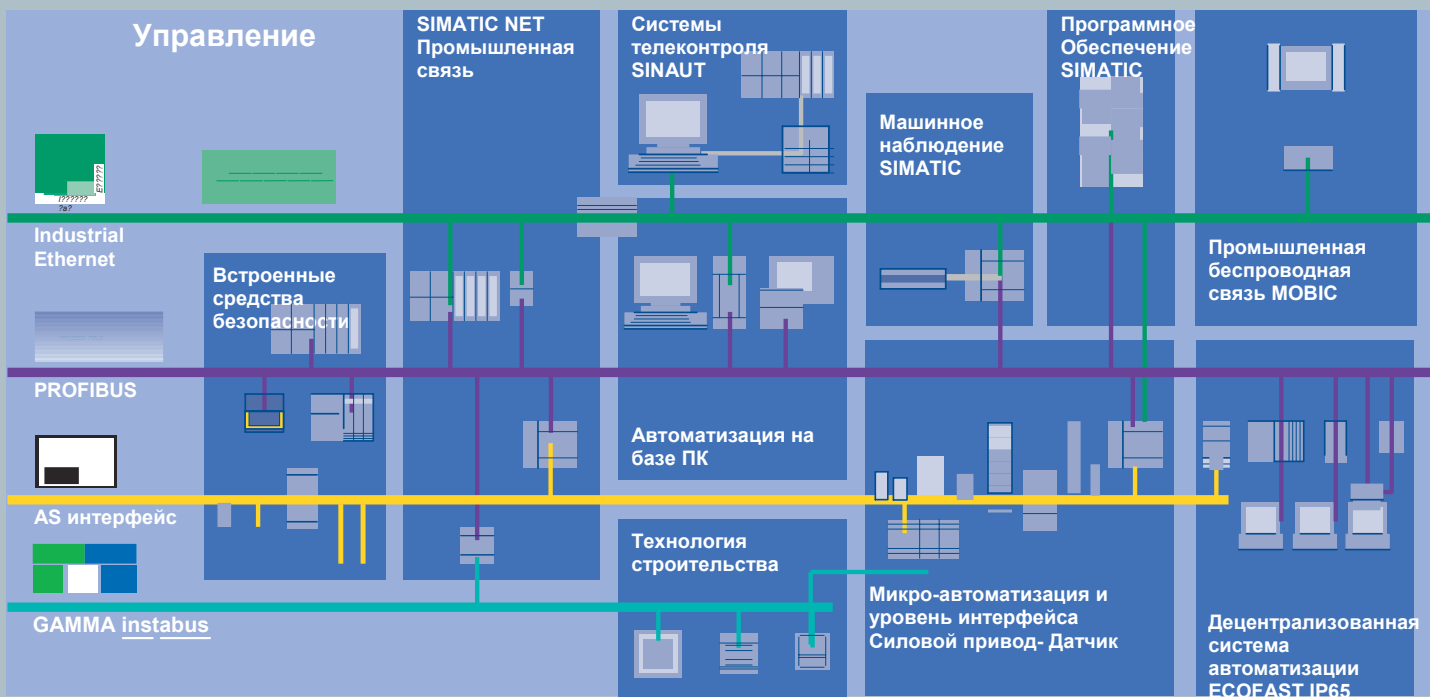 Управление
SIMATIC NET
Промышленная
связь
Системы
телеконтроля
SINAUT
Программное
Обеспечение
SIMATIC
Машинное
наблюдение
SIMATIC
E?????
I??????
?a?
Industrial
Ethernet
Встроенные
средства
безопасности
Промышленная
беспроводная
связь MOBIC
PROFIBUS
Автоматизация на
базе ПК
AS интерфейс
Технология
строительства
Микро-автоматизация и
уровень интерфейса
Силовой привод- Датчик
GAMMA instabus
Децентрализованная
система
автоматизации
ECOFAST IP65